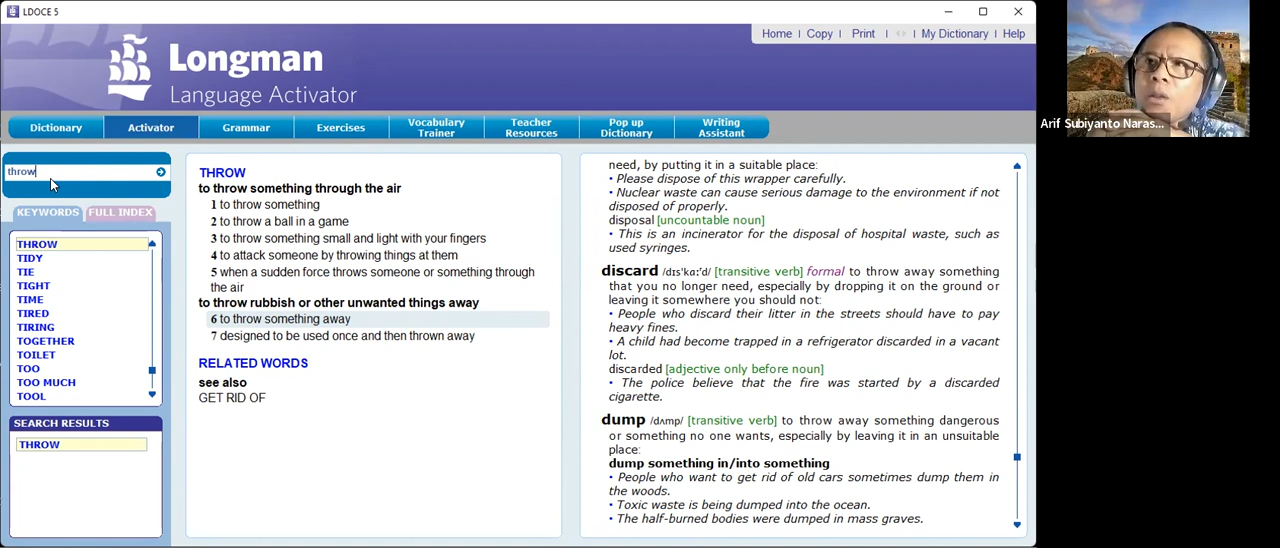 LDOCE 5
Home | Copy | Print | | My Dictionary | Help
Longman
Language Activator
Dictionary
Activator
Grammar
Exercises
Vocabulary
Trainer
Teacher
Resources
Pop up
Dictionary
Writing
Assistant
throw
KEYWORDS
FULL INDEX
THROW
TIDY
TIE
TIGHT
TIME
TIRED
TIRING
TOGETHER
TOILET
TOO
TOO MUCH
TOOL
SEARCH RESULTS
THROW
THROW
to throw something through the air
1 to throw something
2 to throw a ball in a game
3 to throw something small and light with your fingers
4 to attack someone by throwing things at them
5 when a sudden force throws someone or something through
the air
to throw rubbish or other unwanted things away
6 to throw something away
7 designed to be used once and then thrown away
RELATED WORDS
see also
GET RID OF
need, by putting it in a suitable place:
• Please dispose of this wrapper carefully.
• Nuclear waste can cause serious damage to the environment if not
disposed of properly.
disposal [uncountable noun]
• This is an incinerator for the disposal of hospital waste, such as
used syringes.
discard /dɪsˈkɑːʳd/ [transitive verb] formal to throw away something
that you no longer need, especially by dropping it on the ground or
leaving it somewhere you should not:
• People who discard their litter in the streets should have to pay
heavy fines.
• A child had become trapped in a refrigerator discarded in a vacant
lot.
discarded [adjective only before noun]
• The police believe that the fire was started by a discarded
cigarette.
dump /dʌmp/ [transitive verb] to throw away something dangerous
or something no one wants, especially by leaving it in an unsuitable
place:
dump something in/into something
• People who want to get rid of old cars sometimes dump them in
the woods.
• Toxic waste is being dumped into the ocean.
• The half-burned bodies were dumped in mass graves.
Arif Subiyanto Naras...